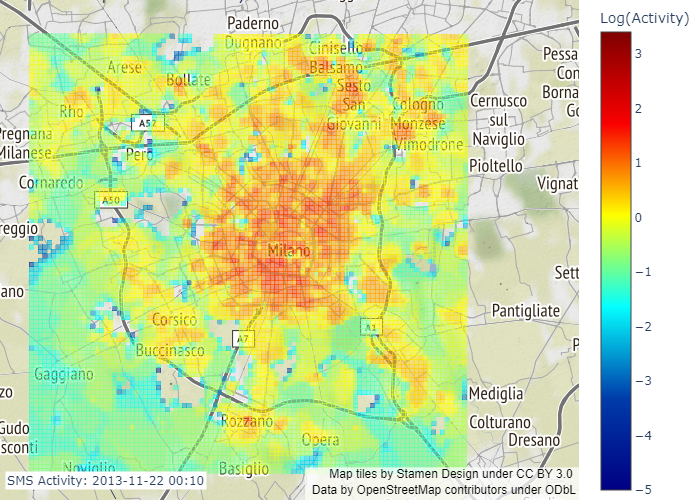 Log(Activity)
3
2
1
0
−1
−2
−3
−4
−5
Paderno
Dugnano
Cinisello
Balsamo
Arese
Bollate
Sesto
San
Giovanni
Cologno
Monzese
Rho
A52
Pero
Vimodrone
Cernusco
sul
Naviglio
Pioltello
Pessa
Con
Borna
Go
Pregnana
Milanese
Cornaredo
A50
Vignat
reggio
Milano
Sett
ano
Pantigliate
Corsico
A7
A1
P
Buccinasco
Gaggiano
zo
Mediglia
Rozzano
Colturano
Dresano
Gudo
sconti
Opera
Noviglio
Basiglio
SMS Activity: 2013-11-22 00:10
Map tiles by Stamen Design under CC BY 3.0
Data by OpenStreetMap contributors under ODbL